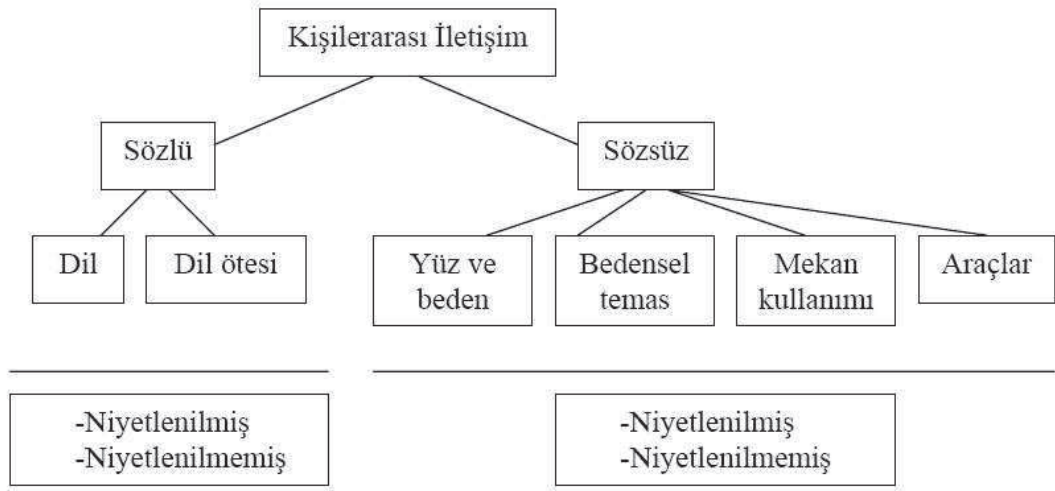 Kişilerarası İletişim
Sözlü
Sözsüz
Dil
Dil ötesi
Yüz ve
beden
Bedensel
temas
Mekan
kullanımı
Araçlar
-Niyetlenilmiş
-Niyetlenilmemiş
-Niyetlenilmiş
-Niyetlenilmemiş